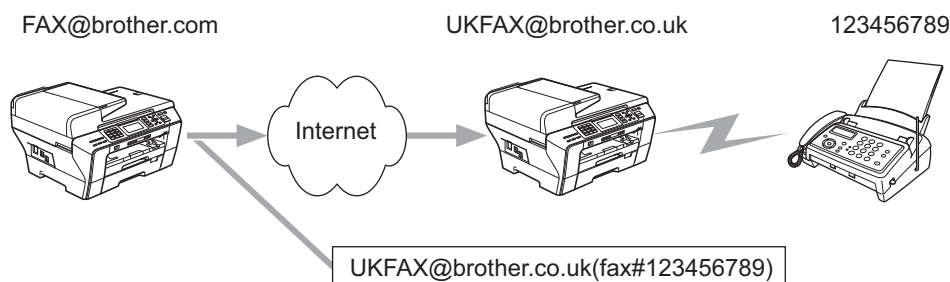 FAX@brother.com UKFAX@brother.co.uk 123456789
Internet
UKFAX@brother.co.uk(fax#123456789)